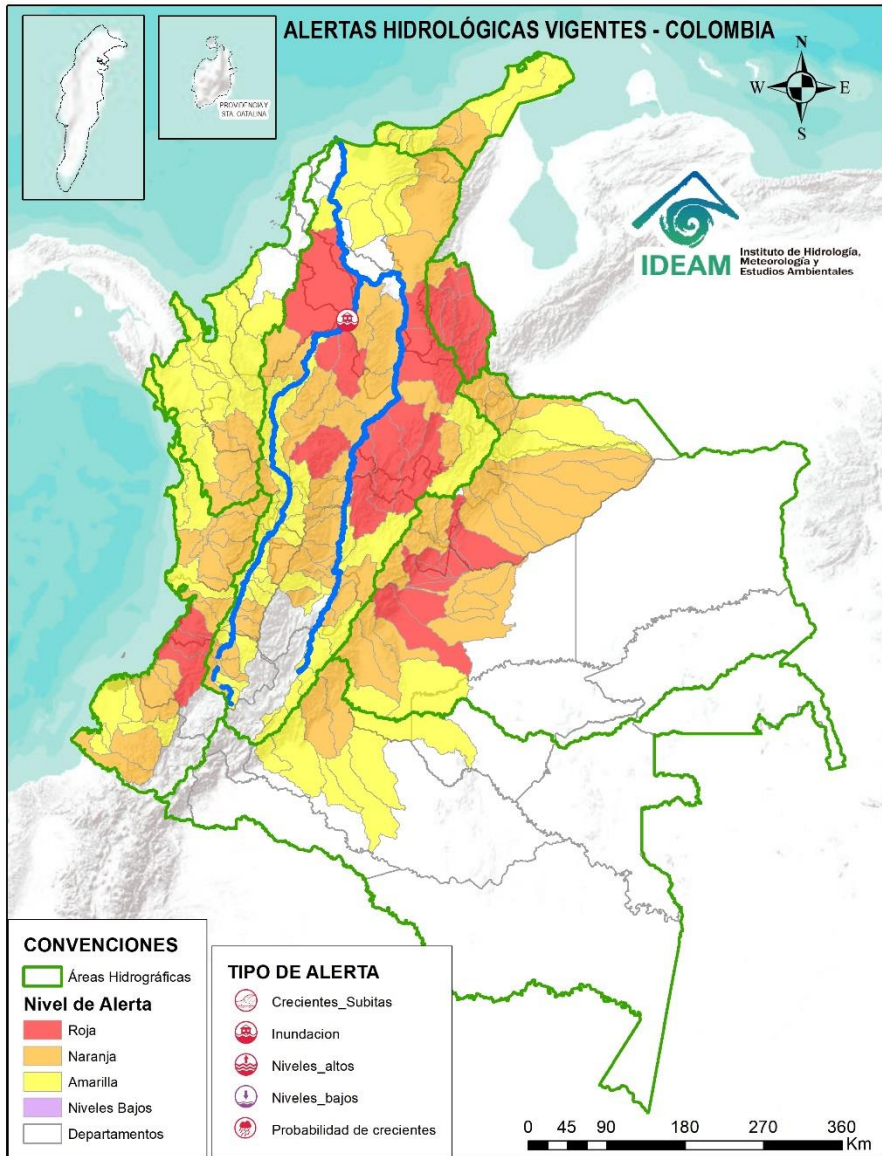 ALERTAS HIDROLÓGICAS VIGENTES - COLOMBIA
PROVIDENCIA Y
STA. CATALINA
N
W
E
S
IDEAM
Instituto de Hidrología,
Meteorología y
Estudios Ambientales
CONVENCIONES
Áreas Hidrográficas
Nivel de Alerta
Roja
Naranja
Amarilla
Niveles Bajos
Departamentos
TIPO DE ALERTA
Crecientes_Subitas
Inundacion
Niveles_altos
Niveles_bajos
Probabilidad de crecientes
0 45 90 180 270 360
Km